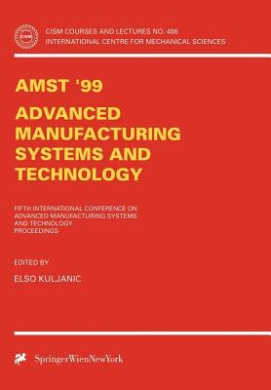 CISM COURSES AND LECTURES NO. 406
INTERNATIONAL CENTRE FOR MECHANICAL SCIENCES
AMST '99
ADVANCED
MANUFACTURING
SYSTEMS AND
TECHNOLOGY
FIFTH INTERNATIONAL CONFERENCE ON
ADVANCED MANUFACTURING SYSTEMS
AND TECHNOLOGY
PROCEEDINGS
EDITED BY
ELSO KULJANIC
SpringerWienNewYork